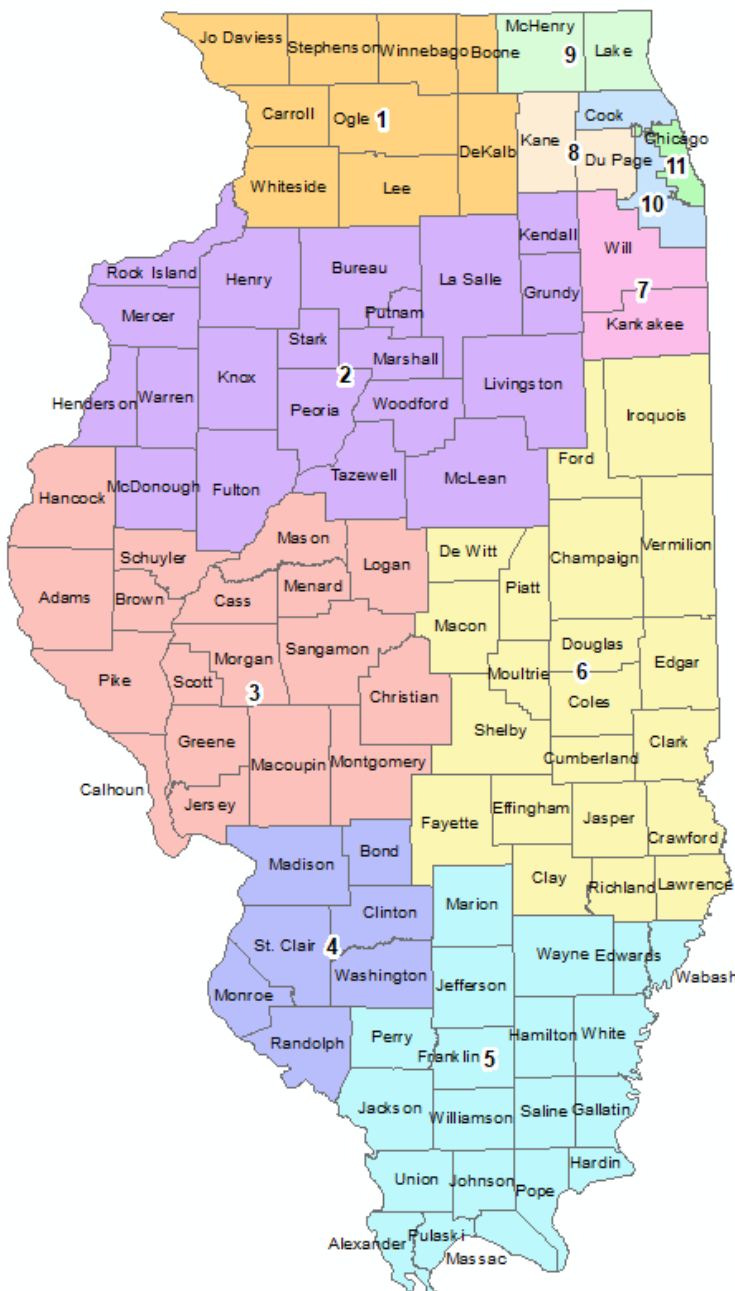 McHenry
Jo Daviess
Stephenson
Winnebago
Boone
9
Lake
Carroll
Ogle 1
Cook
Kane
8
Chicago
DeKalb
Du Page
11
Whiteside
Lee
10
Kendall
Rock Island
Henry
Bureau
La Salle
Will
Mercer
Putnam
Grundy
7
Stark
Kankakee
Knox
2
Marshall
Henderson
Warren
Peoria
Woodford
Livingston
Iroquois
Ford
Hancock
McDonough
Fulton
Tazewell
McLean
Mason
De Witt
Champaign
Vermilion
Schuyler
Logan
Adams
Brown
Cass
Menard
Piatt
Macon
Sangamon
Douglas
Edgar
Pike
Scott
Morgan
3
Christian
Moultrie
6
Coles
Greene
Shelby
Macoupin
Montgomery
Cumberland
Clark
Calhoun
Jersey
Effingham
Fayette
Jasper
Crawford
Madison
Bond
Clay
Richland
Lawrence
Clinton
Marion
St. Clair
4
Wayne
Edwards
Washington
Wabash
Monroe
Jefferson
Randolph
Perry
Hamilton
White
Franklin 5
Jackson
Williamson
Saline
Gallatin
Hardin
Union
Johnson
Pope
Alexander
Pulaski
Massac